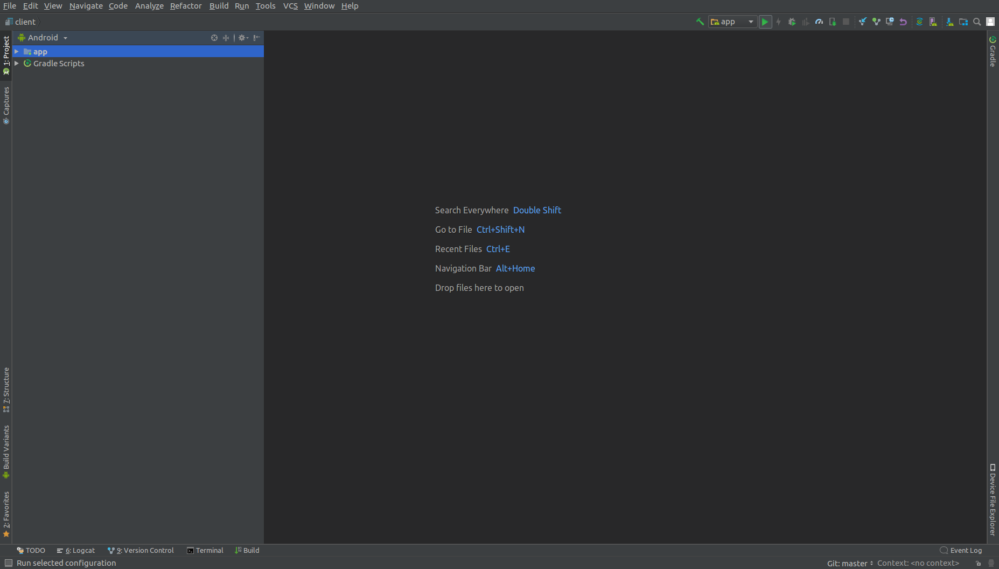 File Edit View Navigate Code Analyze Refactor Build Run Tools VCS Window Help
client
app
Android
app
Gradle Scripts
1: Project
Captures
7: Structure
Build Variants
2: Favorites
Search Everywhere Double Shift
Go to File Ctrl+Shift+N
Recent Files Ctrl+E
Navigation Bar Alt+Home
Drop files here to open
Gradle
Device File Explorer
TODO 6: Logcat 9: Version Control Terminal Build Event Log
Run selected configuration Git: master Context: <no context>